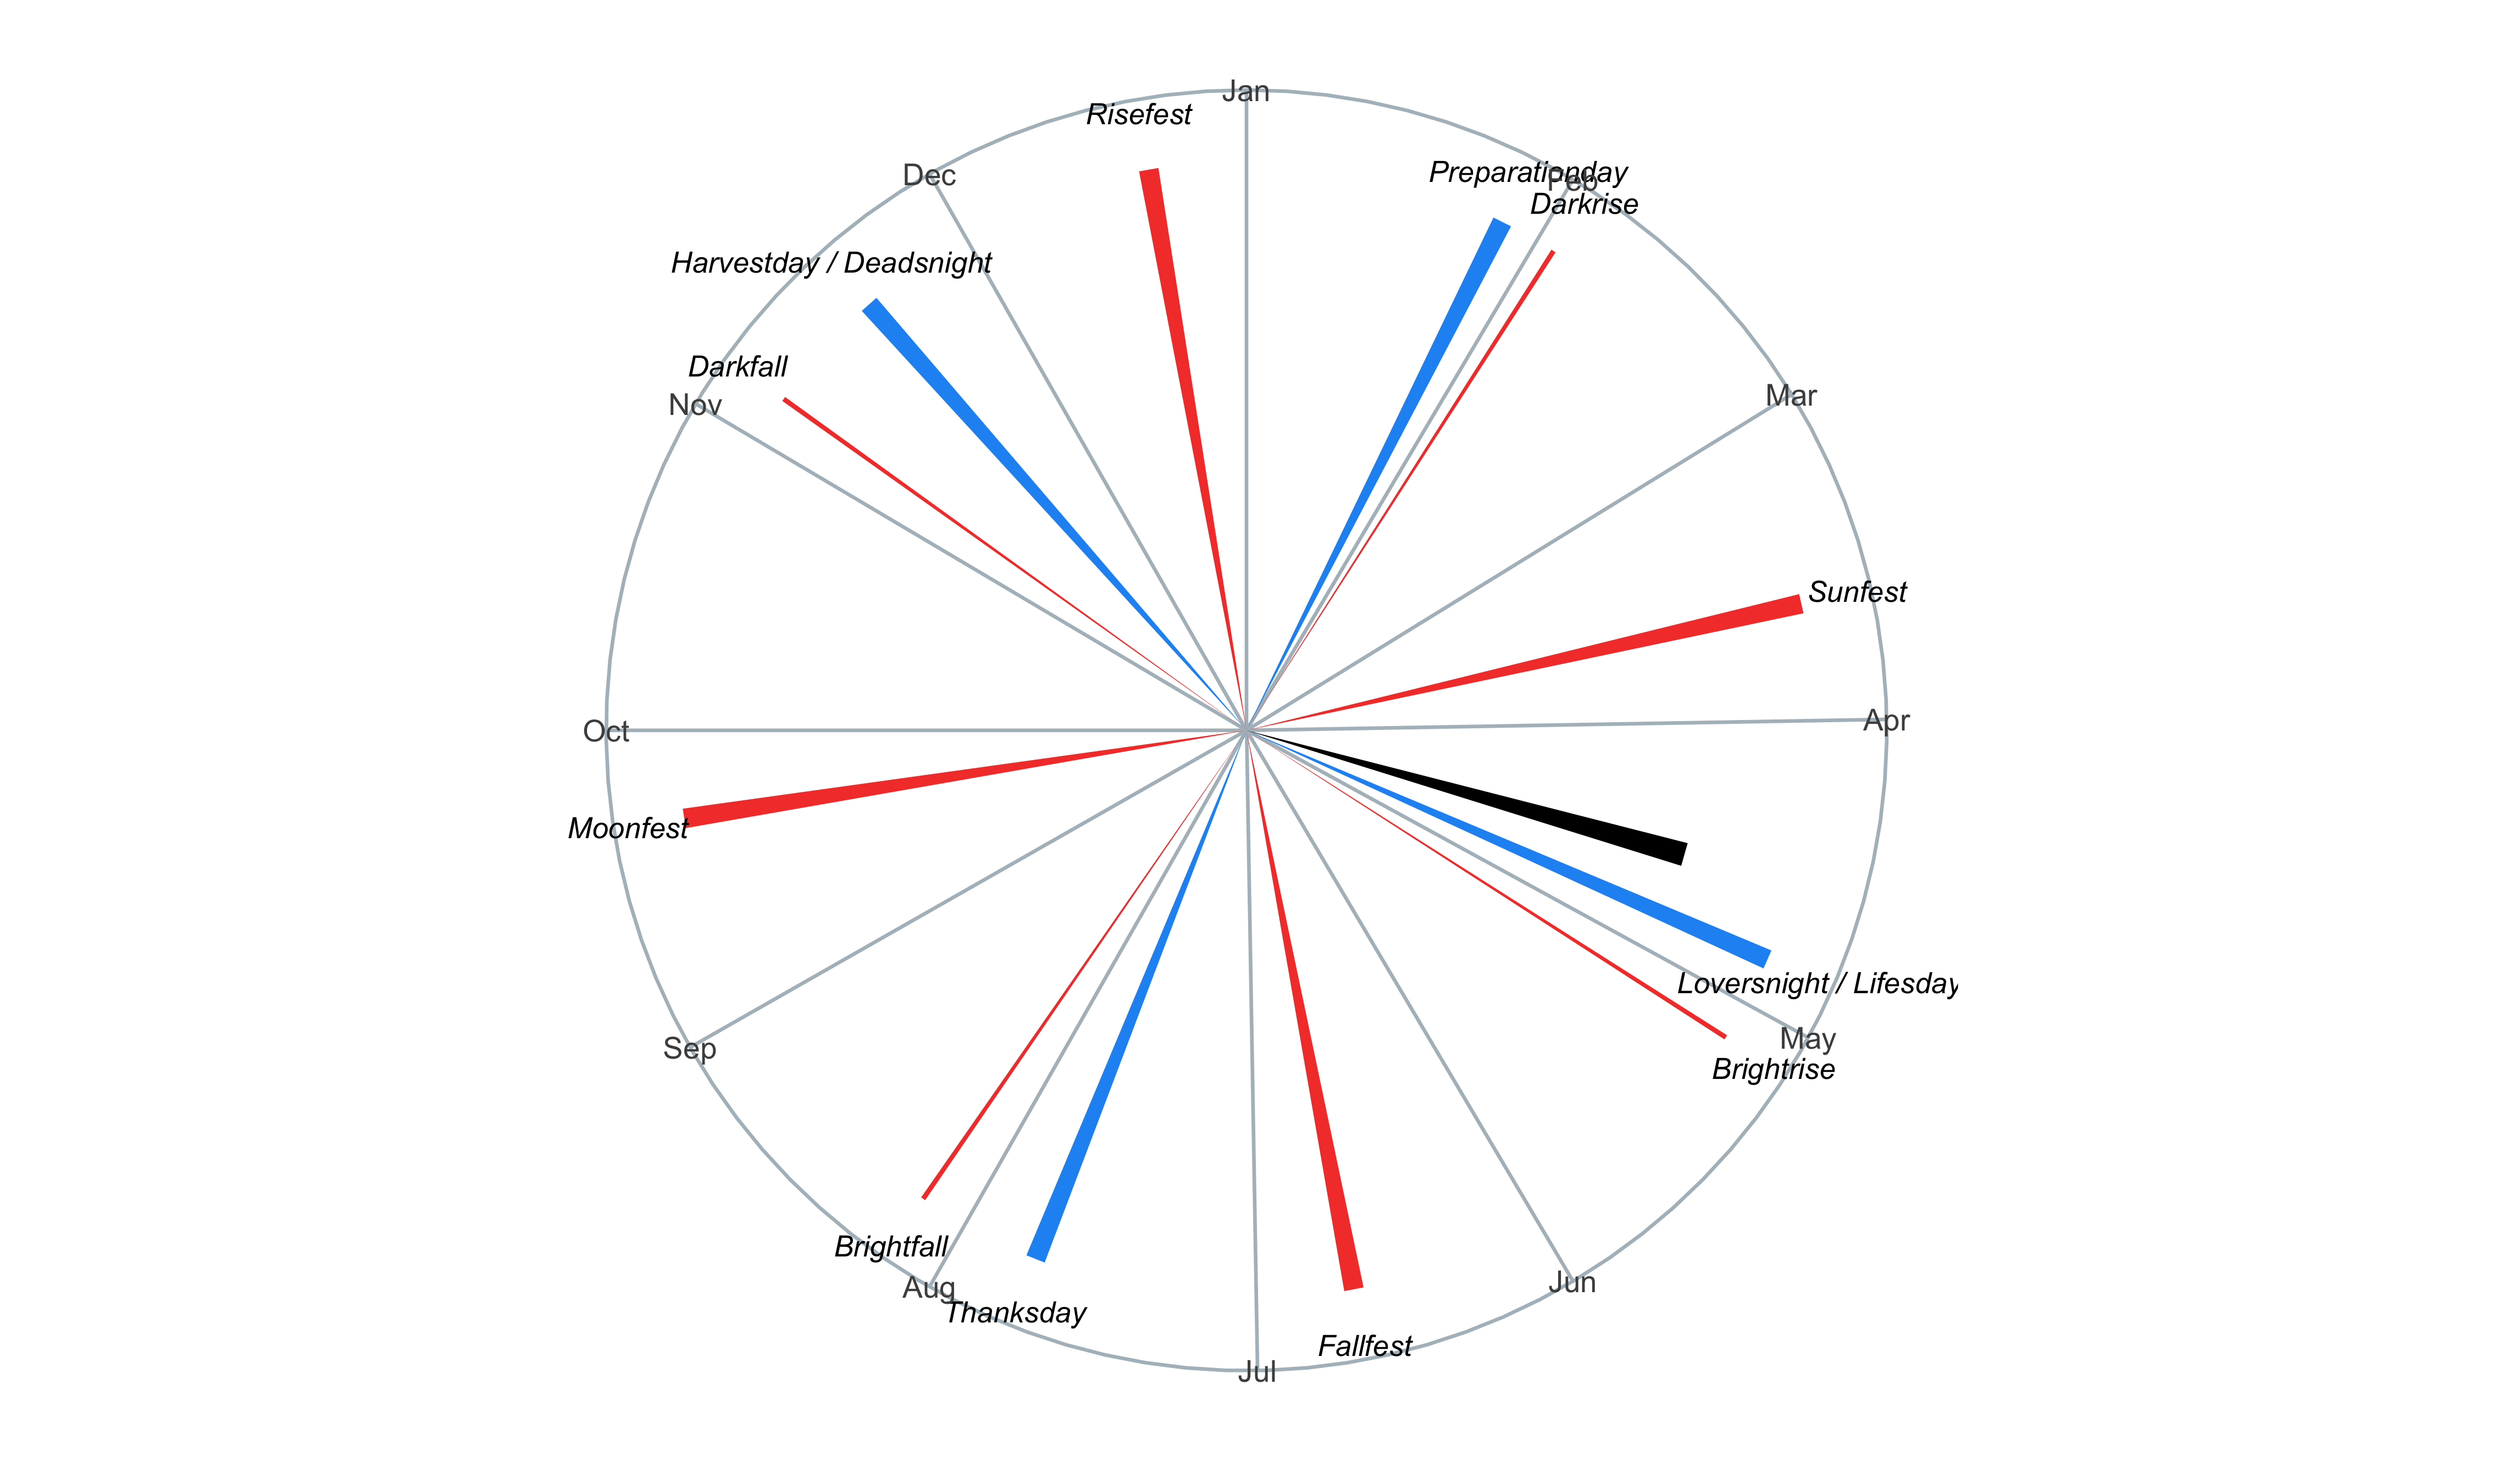 Jan
Risefest
Preparationday
Feb
Dec
Darkrise
Harvestday / Deadsnight
Darkfall
Mar
Nov
Sunfest
Apr
Oct
Moonfest
Loversnight / Lifesday
May
Sep
Brightrise
Brightfall
Jun
Aug
Thanksday
Fallfest
Jul